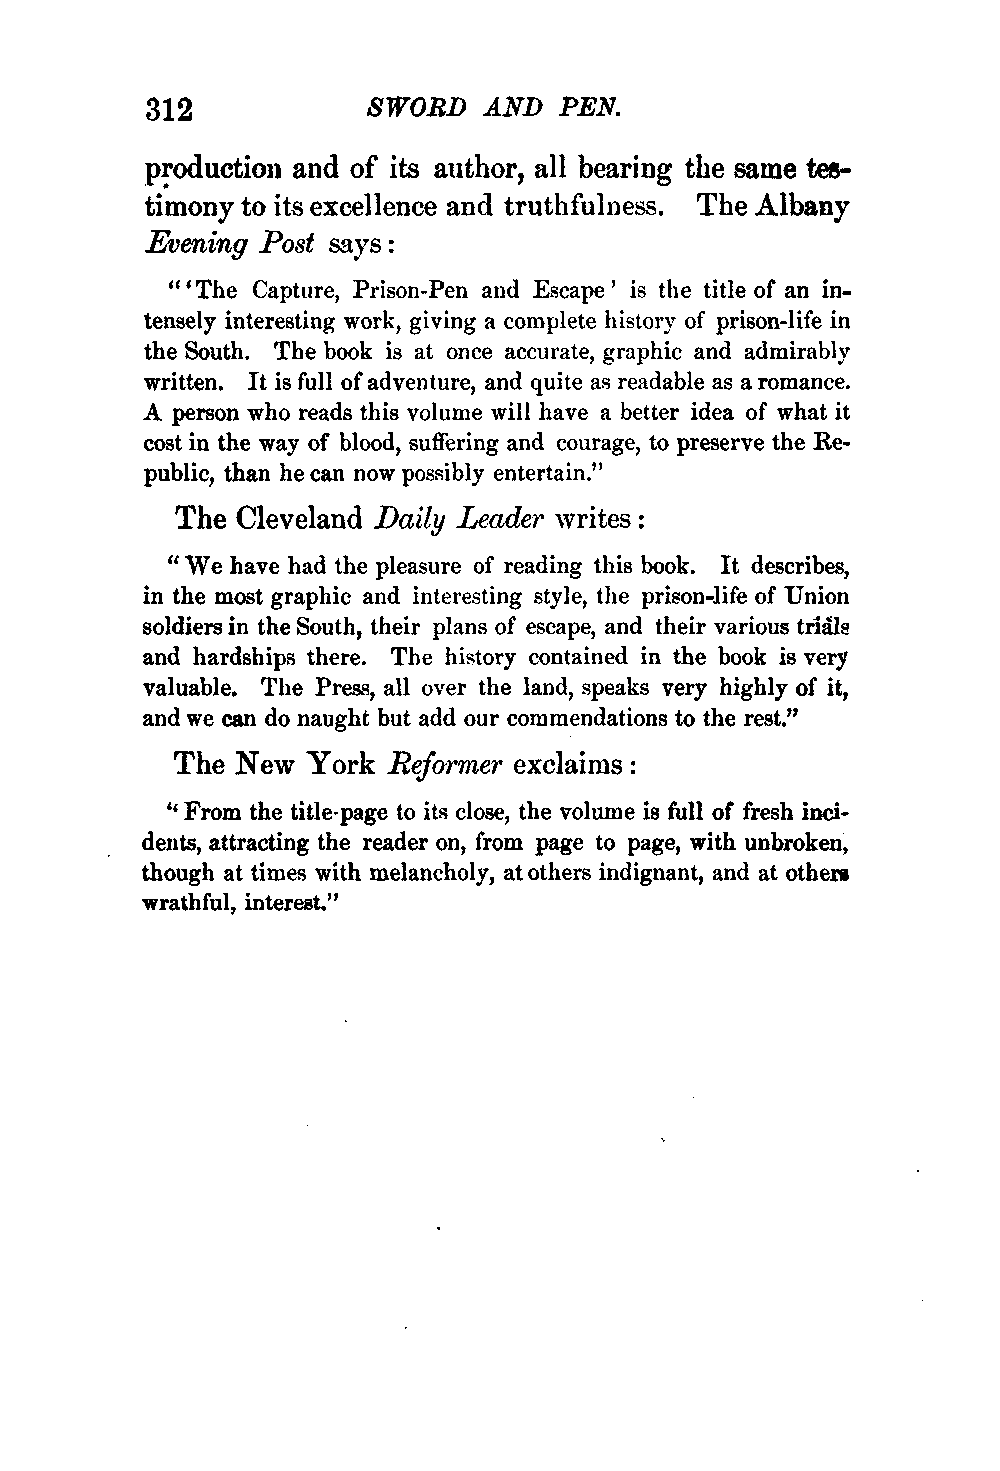 312 SWORD AND PEN.
production and of its author, all bearing the same tes-
timony to its excellence and truthfulness. The Albany
Evening Post says:
"'The Capture, Prison-Pen and Escape' is the title of an in-
tensely interesting work, giving a complete history of prison-life in
the South. The book is at once accurate, graphic and admirably
written. It is full of adventure, and quite as readable as a romance.
A person who reads this volume will have a better idea of what it
cost in the way of blood, suffering and courage, to preserve the Re-
public, than he can now possibly entertain."
The Cleveland Daily Leader writes:
"We have had the pleasure of reading this book. It describes,
in the most graphic and interesting style, the prison-life of Union
soldiers in the South, their plans of escape, and their various trials
and hardships there. The history contained in the book is very
valuable. The Press, all over the land, speaks very highly of it,
and we can do naught but add our commendations to the rest."
The New York Reformer exclaims:
"From the title-page to its close, the volume is full of fresh inci-
dents, attracting the reader on, from page to page, with unbroken,
though at times with melancholy, at others indignant, and at others
wrathful, interest."